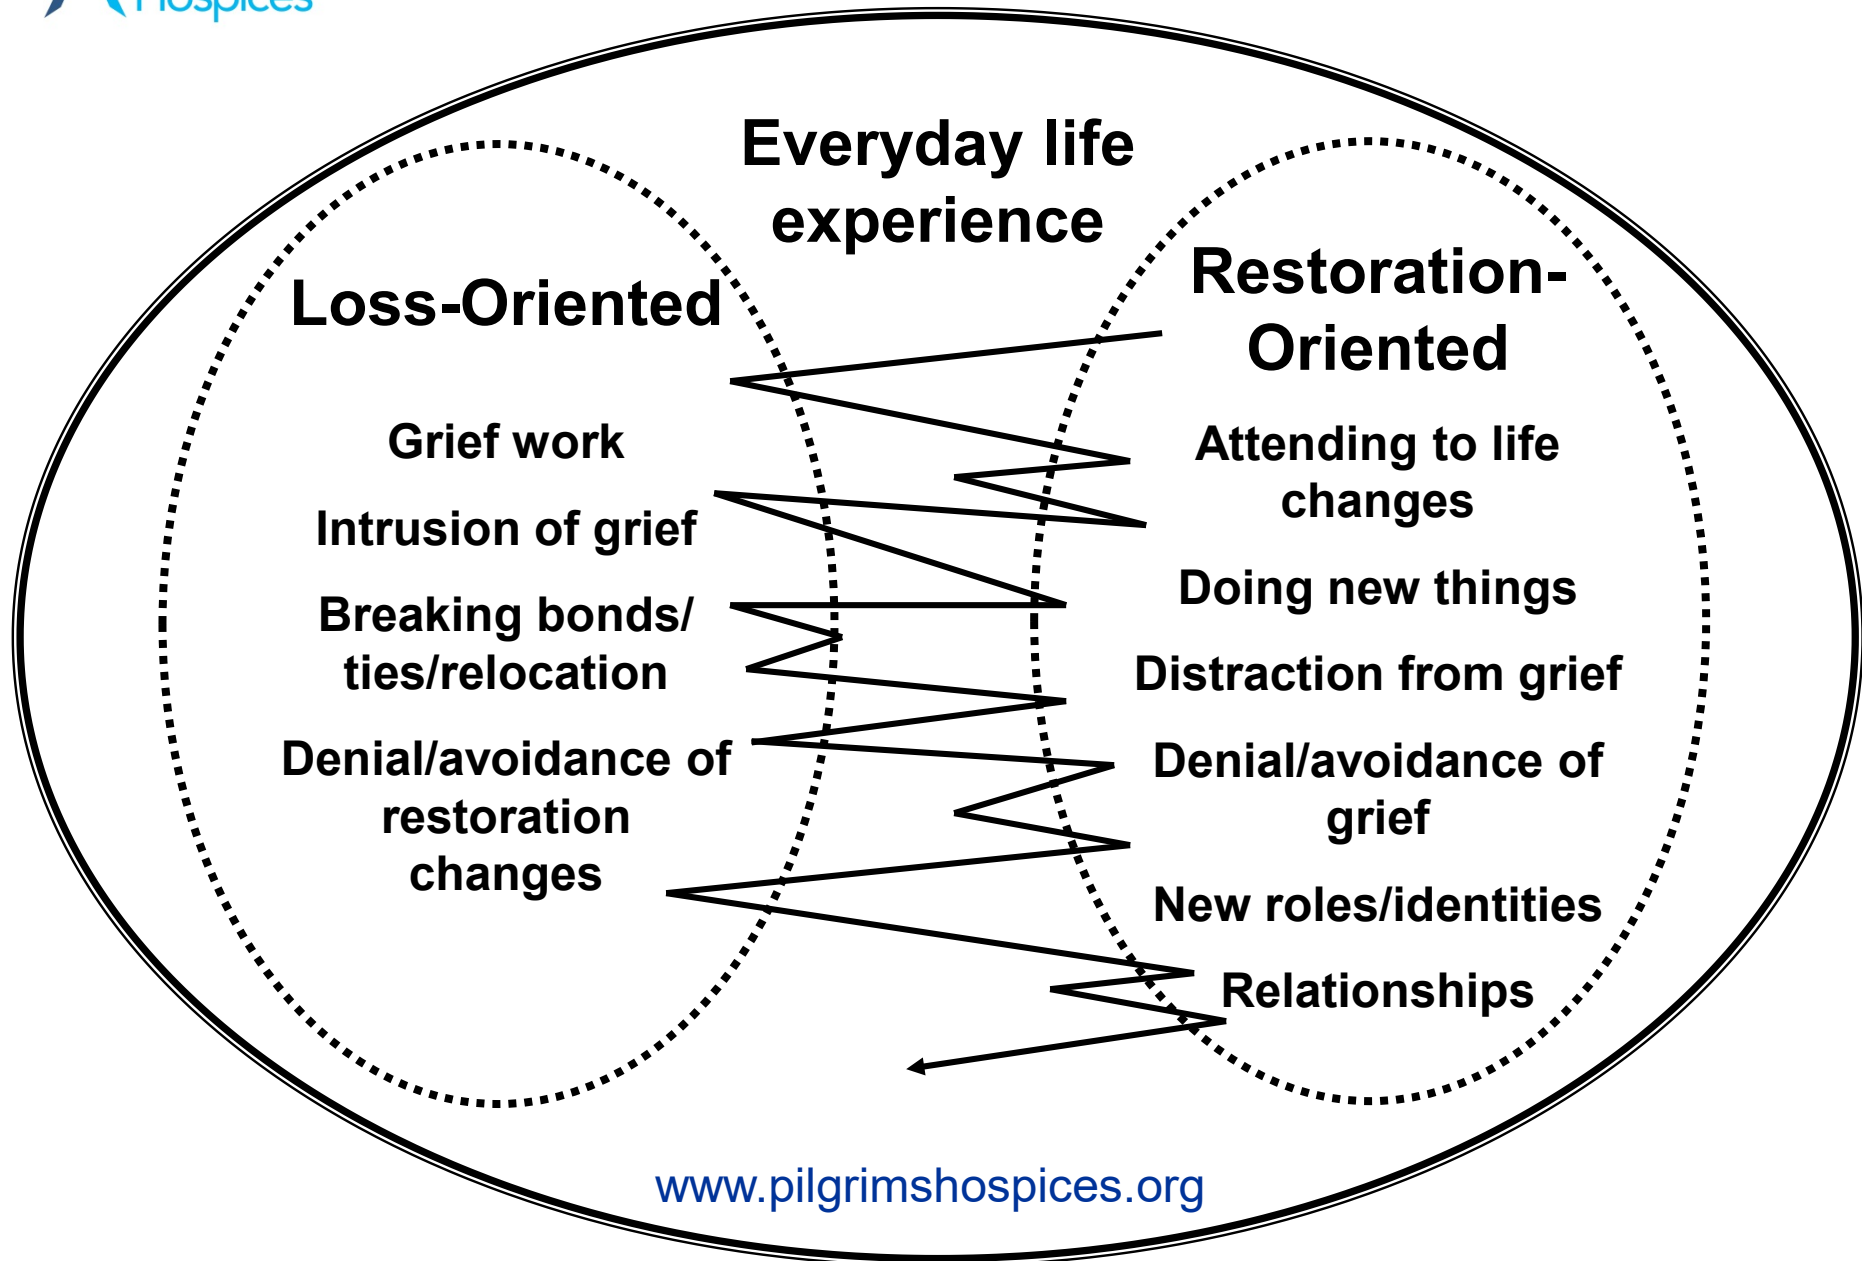 Hospices
Everyday life
experience
Loss-Oriented
Grief work
Intrusion of grief
Breaking bonds/
ties/relocation
Denial/avoidance of
restoration
changes
Restoration-
Oriented
Attending to life
changes
Doing new things
Distraction from grief
Denial/avoidance of
grief
New roles/identities
Relationships
www.pilgrimshospices.org